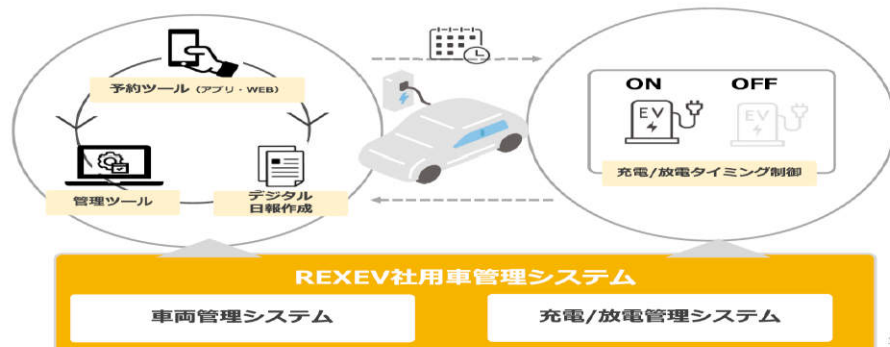 予約ツール（アプリ・WEB）
管理ツール
デジタル
日報作成
ON OFF
EV EV
充電/放電タイミング制御
REXEV社用車管理システム
車両管理システム
充電/放電管理システム